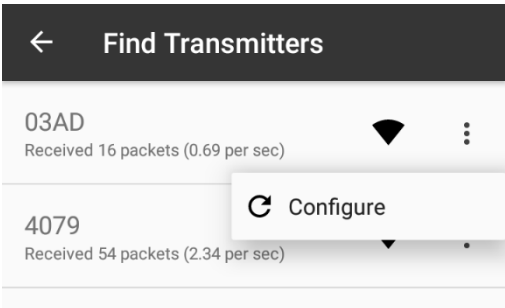 Find Transmitters
03AD
Received 16 packets (0.69 per sec)
Configure
4079
Received 54 packets (2.34 per sec)